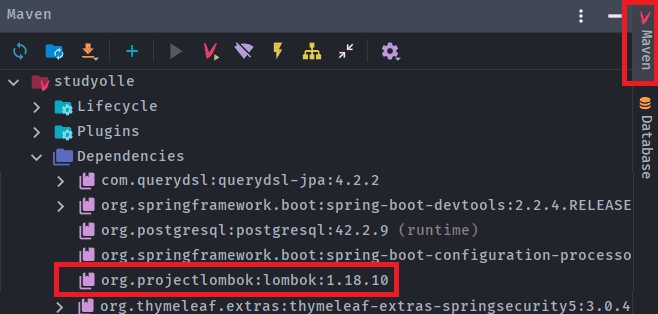 Maven
studyolle
Lifecycle
Plugins
Dependencies
com.querydsl:querydsl-jpa:4.2.2
org.springframework.boot:spring-boot-devtools:2.2.4.RELEASE
org.postgresql:postgresql:42.2.9 (runtime)
org.springframework.boot:spring-boot-configuration-processo
org.projectlombok:lombok:1.18.10
org.thymeleaf.extras:thymeleaf-extras-springsecurity5:3.0.4
Maven
Database